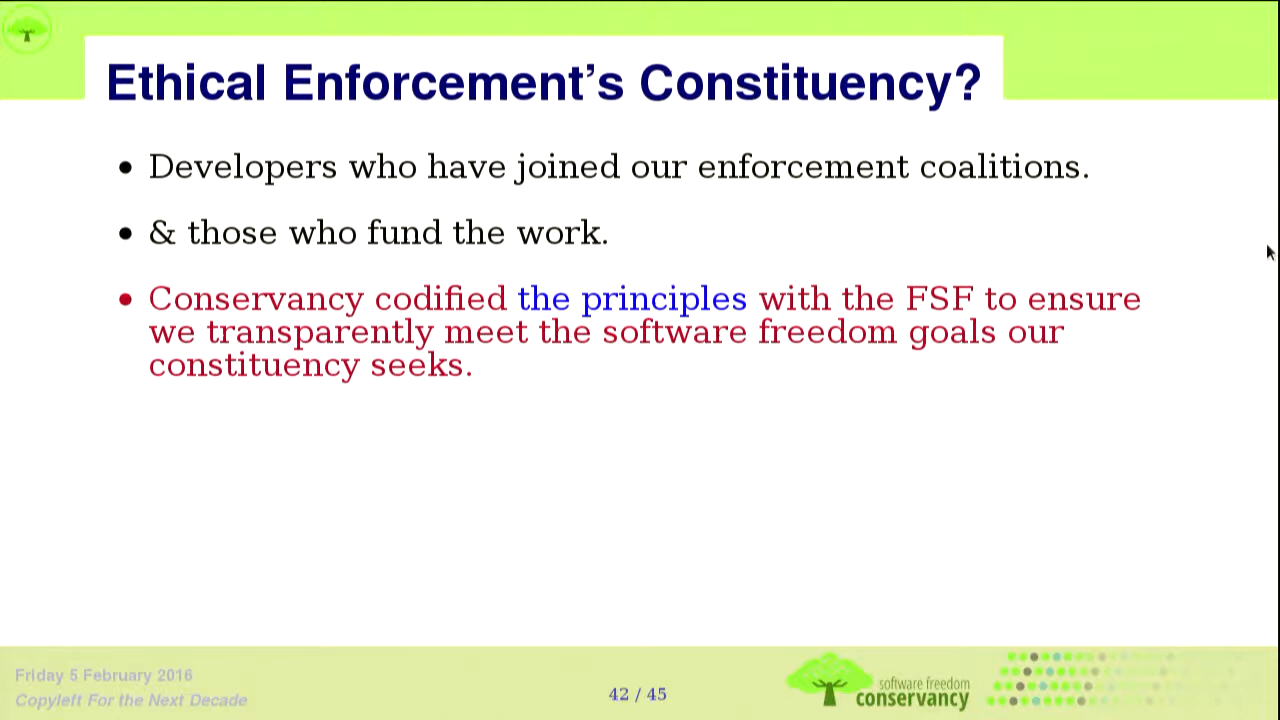 Ethical Enforcement’s Constituency?
• Developers who have joined our enforcement coalitions.
• & those who fund the work.
• Conservancy codified the principles with the FSF to ensure
we transparently meet the software freedom goals our
constituency seeks.
Friday 5 February 2016
Copyleft For the Next Decade
42 / 45
software freedom
conservancy